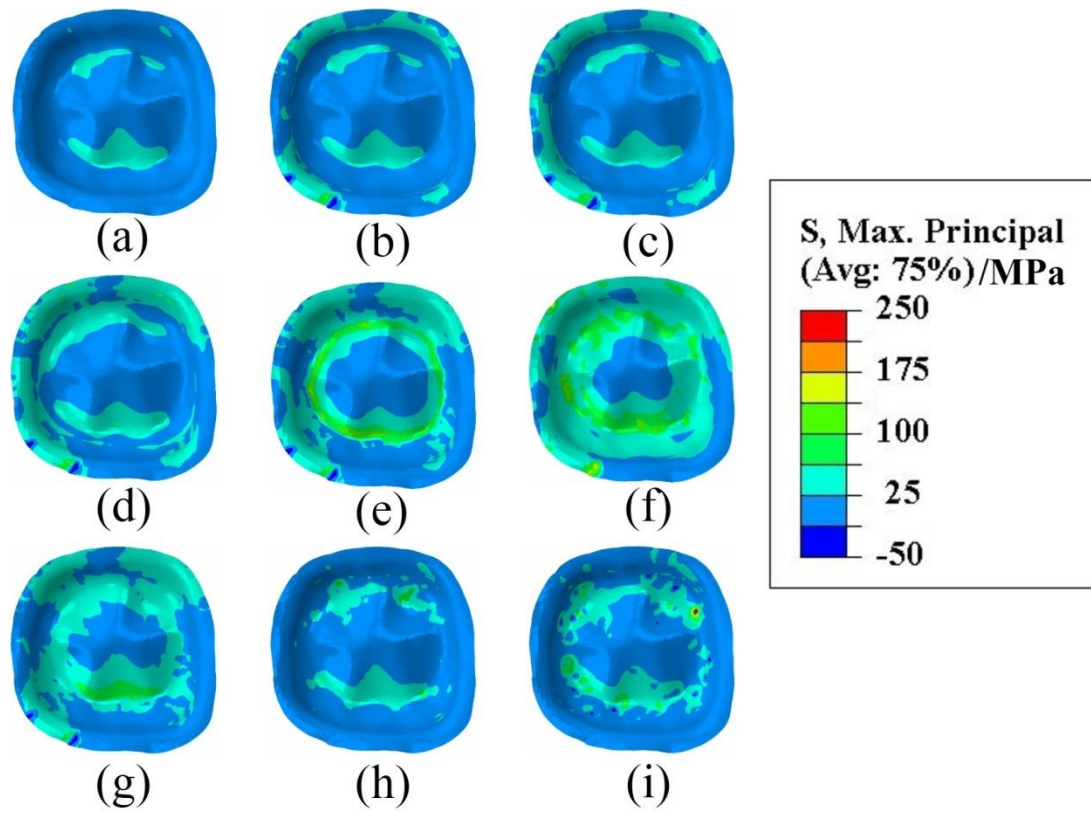 (a) (b) (c)
(d) (e) (f)
(g) (h) (i)
S, Max. Principal
(Avg: 75%)/MPa
250
175
100
25
-50